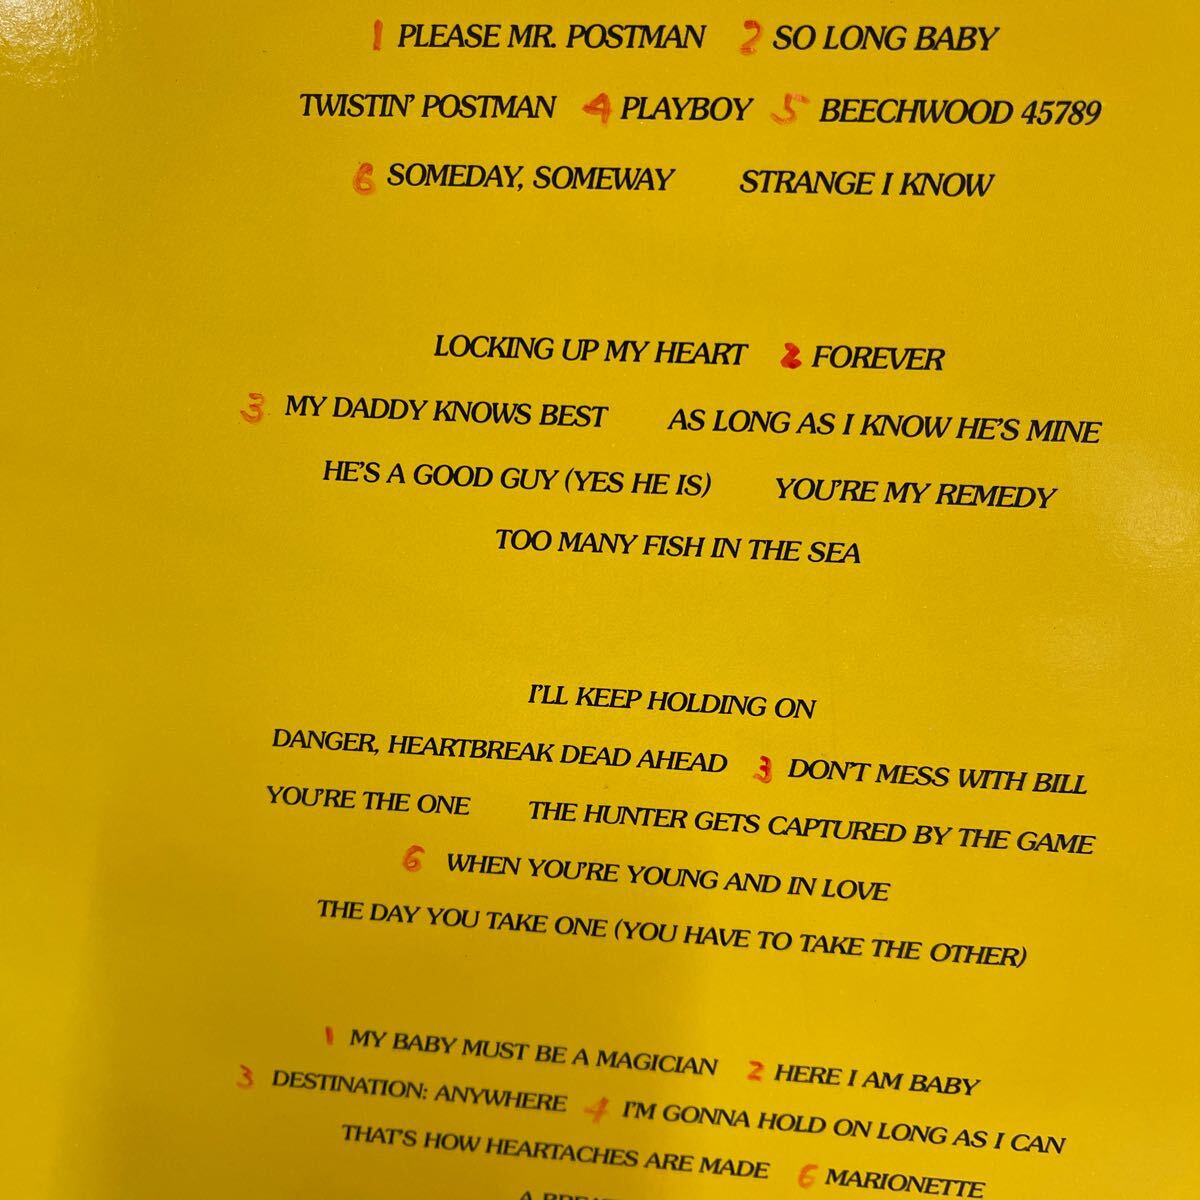 1 PLEASE MR. POSTMAN 2 SO LONG BABY
TWISTIN' POSTMAN 4 PLAYBOY 5 BEECHWOOD 45789
6 SOMEDAY, SOMEWAY STRANGE I KNOW
LOCKING UP MY HEART 2 FOREVER
3 MY DADDY KNOWS BEST AS LONG AS I KNOW HE'S MINE
HE'S A GOOD GUY (YES HE IS) YOU'RE MY REMEDY
TOO MANY FISH IN THE SEA
I'LL KEEP HOLDING ON
DANGER, HEARTBREAK DEAD AHEAD 3 DON'T MESS WITH BILL
YOU'RE THE ONE THE HUNTER GETS CAPTURED BY THE GAME
6 WHEN YOU'RE YOUNG AND IN LOVE
THE DAY YOU TAKE ONE (YOU HAVE TO TAKE THE OTHER)
1 MY BABY MUST BE A MAGICIAN 2 HERE I AM BABY
3 DESTINATION: ANYWHERE 4 I'M GONNA HOLD ON LONG AS I CAN
THAT'S HOW HEARTACHES ARE MADE 6 MARIONETTE
A